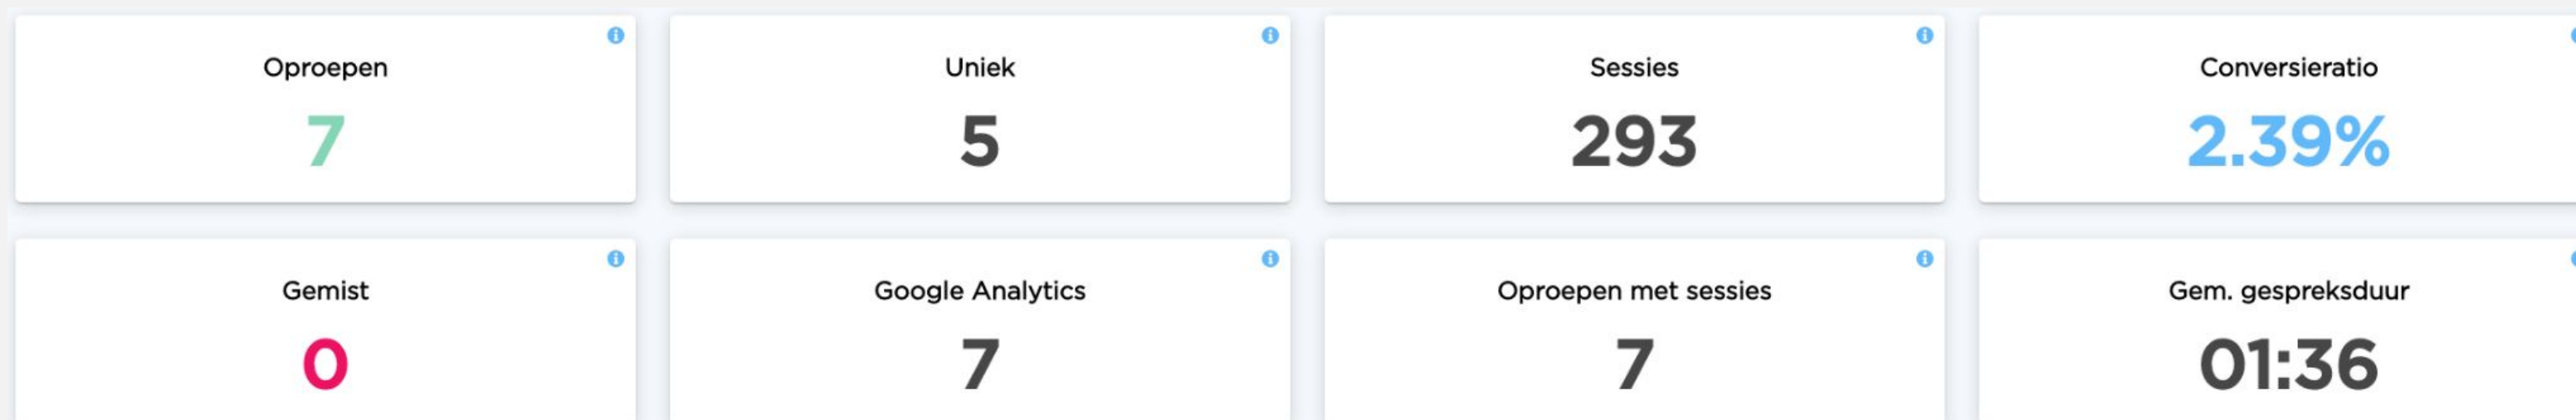 Oproepen
7
Uniek
5
Sessies
293
Conversieratio
2.39%
Gemist
0
Google Analytics
7
Oproepen met sessies
7
Gem. gespreksduur
01:36